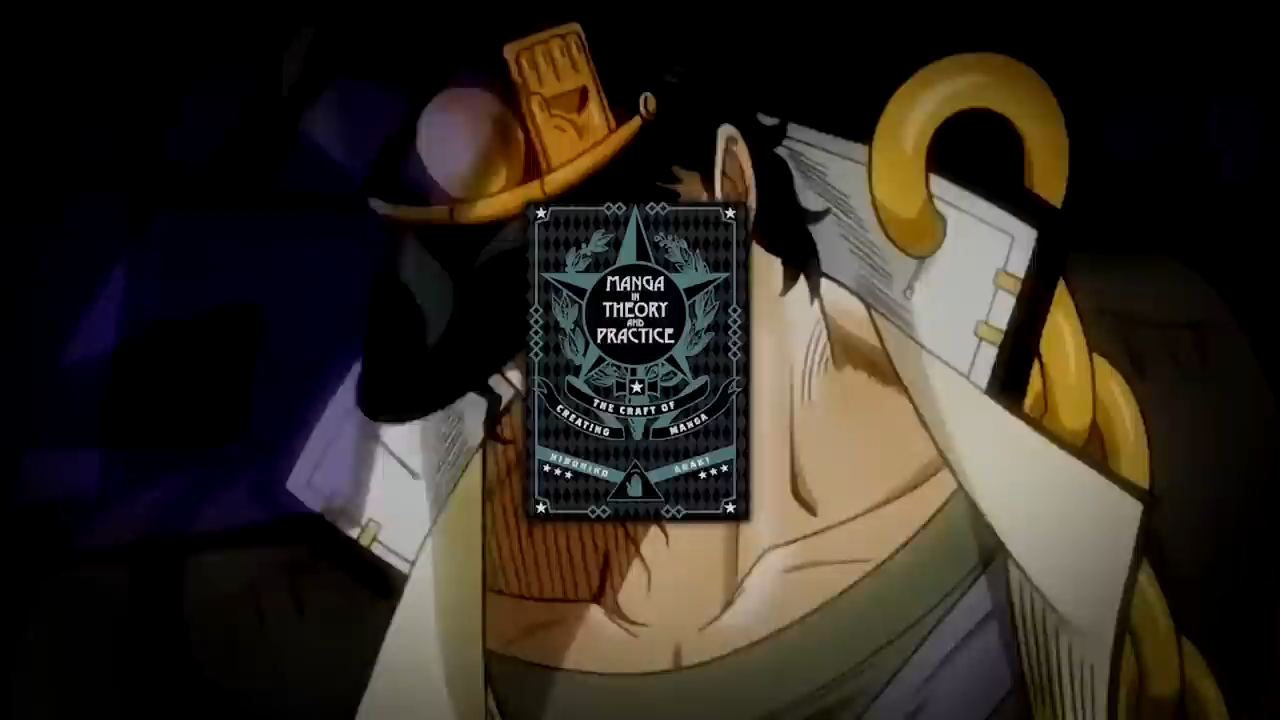 MANGA
IN
THEORY
AND
PRACTICE
THE CRAFT OF
CREATING MANGA
HIROHIKO ARAKI